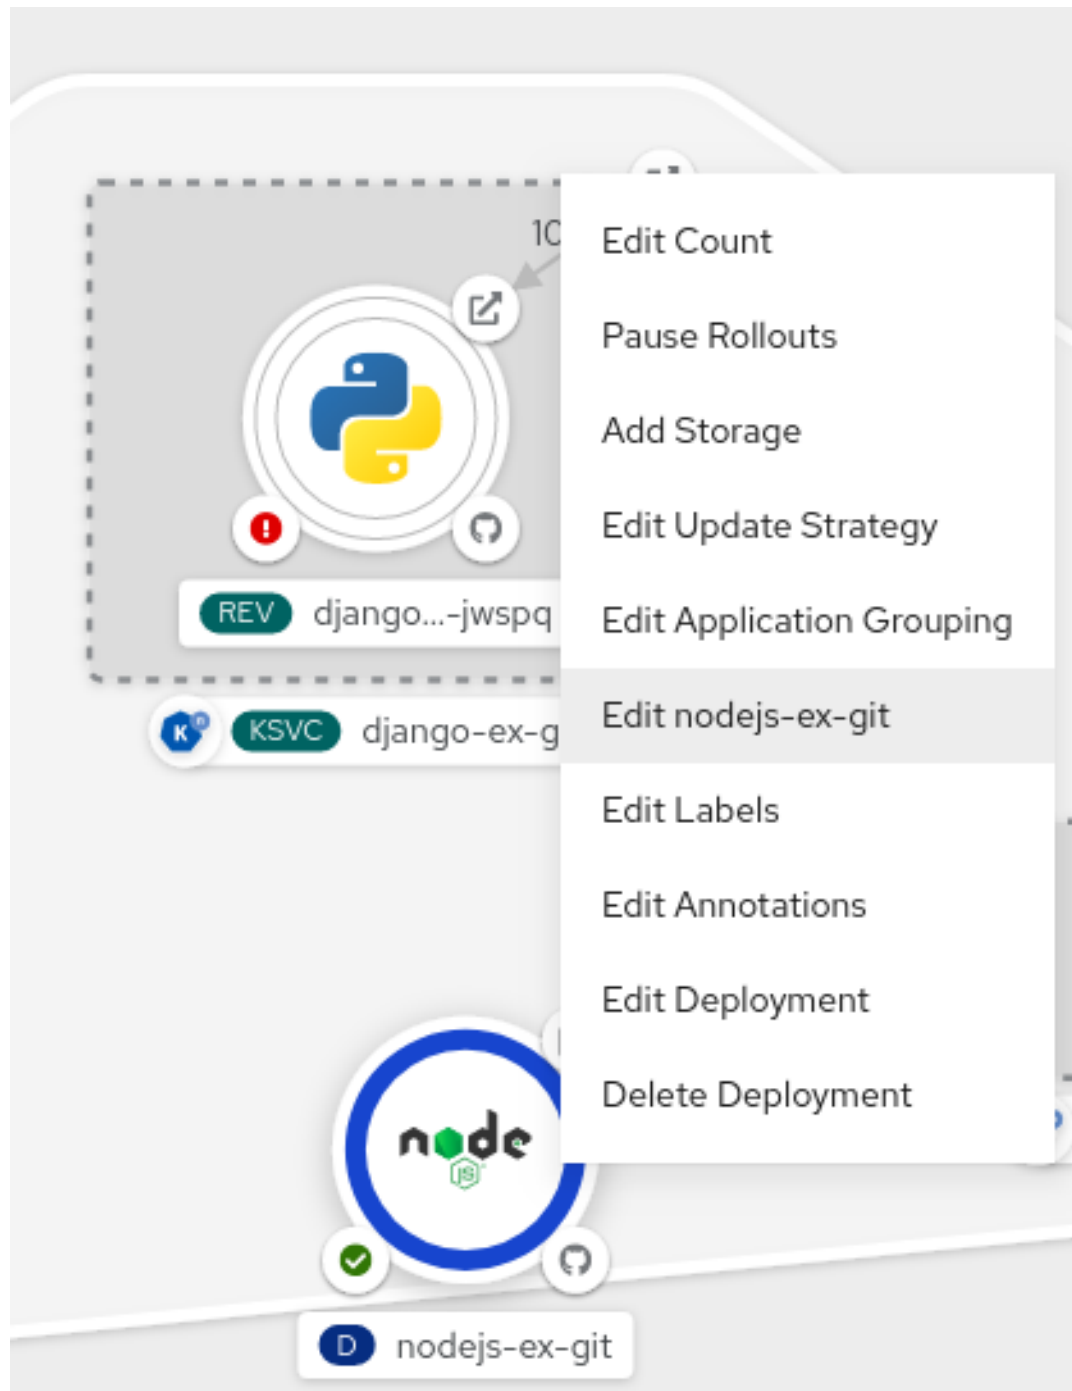 10
Edit Count
Pause Rollouts
Add Storage
Edit Update Strategy
REV django...-jwspq
Edit Application Grouping
KSVC django-ex-g
Edit nodejs-ex-git
Edit Labels
Edit Annotations
Edit Deployment
Delete Deployment
node
JS
D nodejs-ex-git